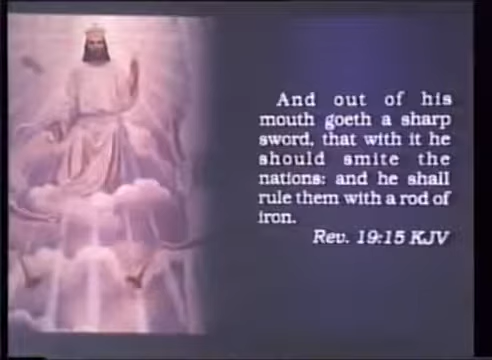 And out of his
mouth goeth a sharp
sword, that with it he
should smite the
nations: and he shall
rule them with a rod of
iron.
Rev. 19:15 KJV